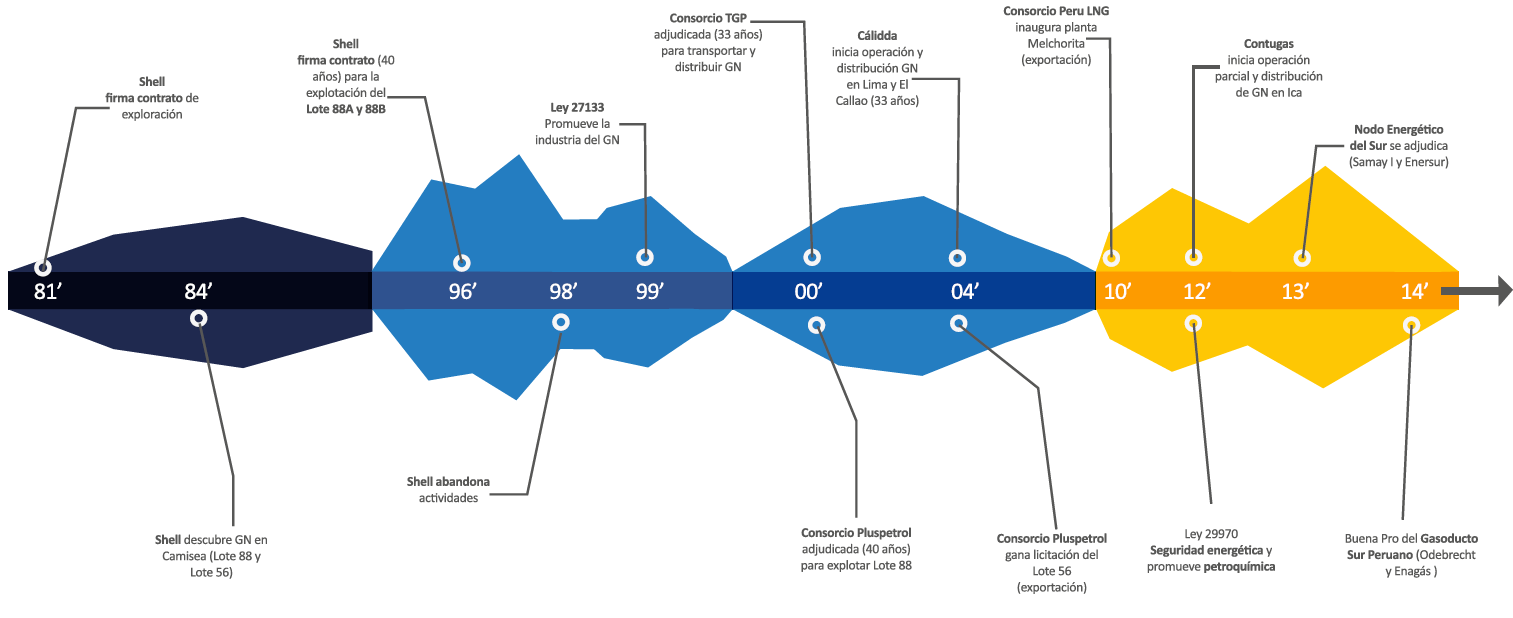 Shell
firma contrato de
exploración
Shell
firma contrato (40
años) para la
explotación del
Lote 88A y 88B
Ley 27133
Promueve la
industria del GN
Consorcio TGP
adjudicada (33 años)
para transportar y
distribuir GN
Cálidda
inicia operación y
distribución GN
en Lima y El
Callao (33 años)
Consorcio Peru LNG
inaugura planta
Melchorita
(exportación)
Contugas
inicia operación
parcial y distribución
de GN en Ica
Nodo Energético
del Sur se adjudica
(Samay I y Enersur)
81’
84’
96’
98’
99’
00’
04’
10’
12’
13’
14’
Shell descubre GN en
Camisea (Lote 88 y
Lote 56)
Shell abandona
actividades
Consorcio Pluspetrol
adjudicada (40 años)
para explotar Lote 88
Consorcio Pluspetrol
gana licitación del
Lote 56
(exportación)
Ley 29970
Seguridad energética y
promueve petroquímica
Buena Pro del Gasoducto
Sur Peruano (Odebrecht
y Enagás )